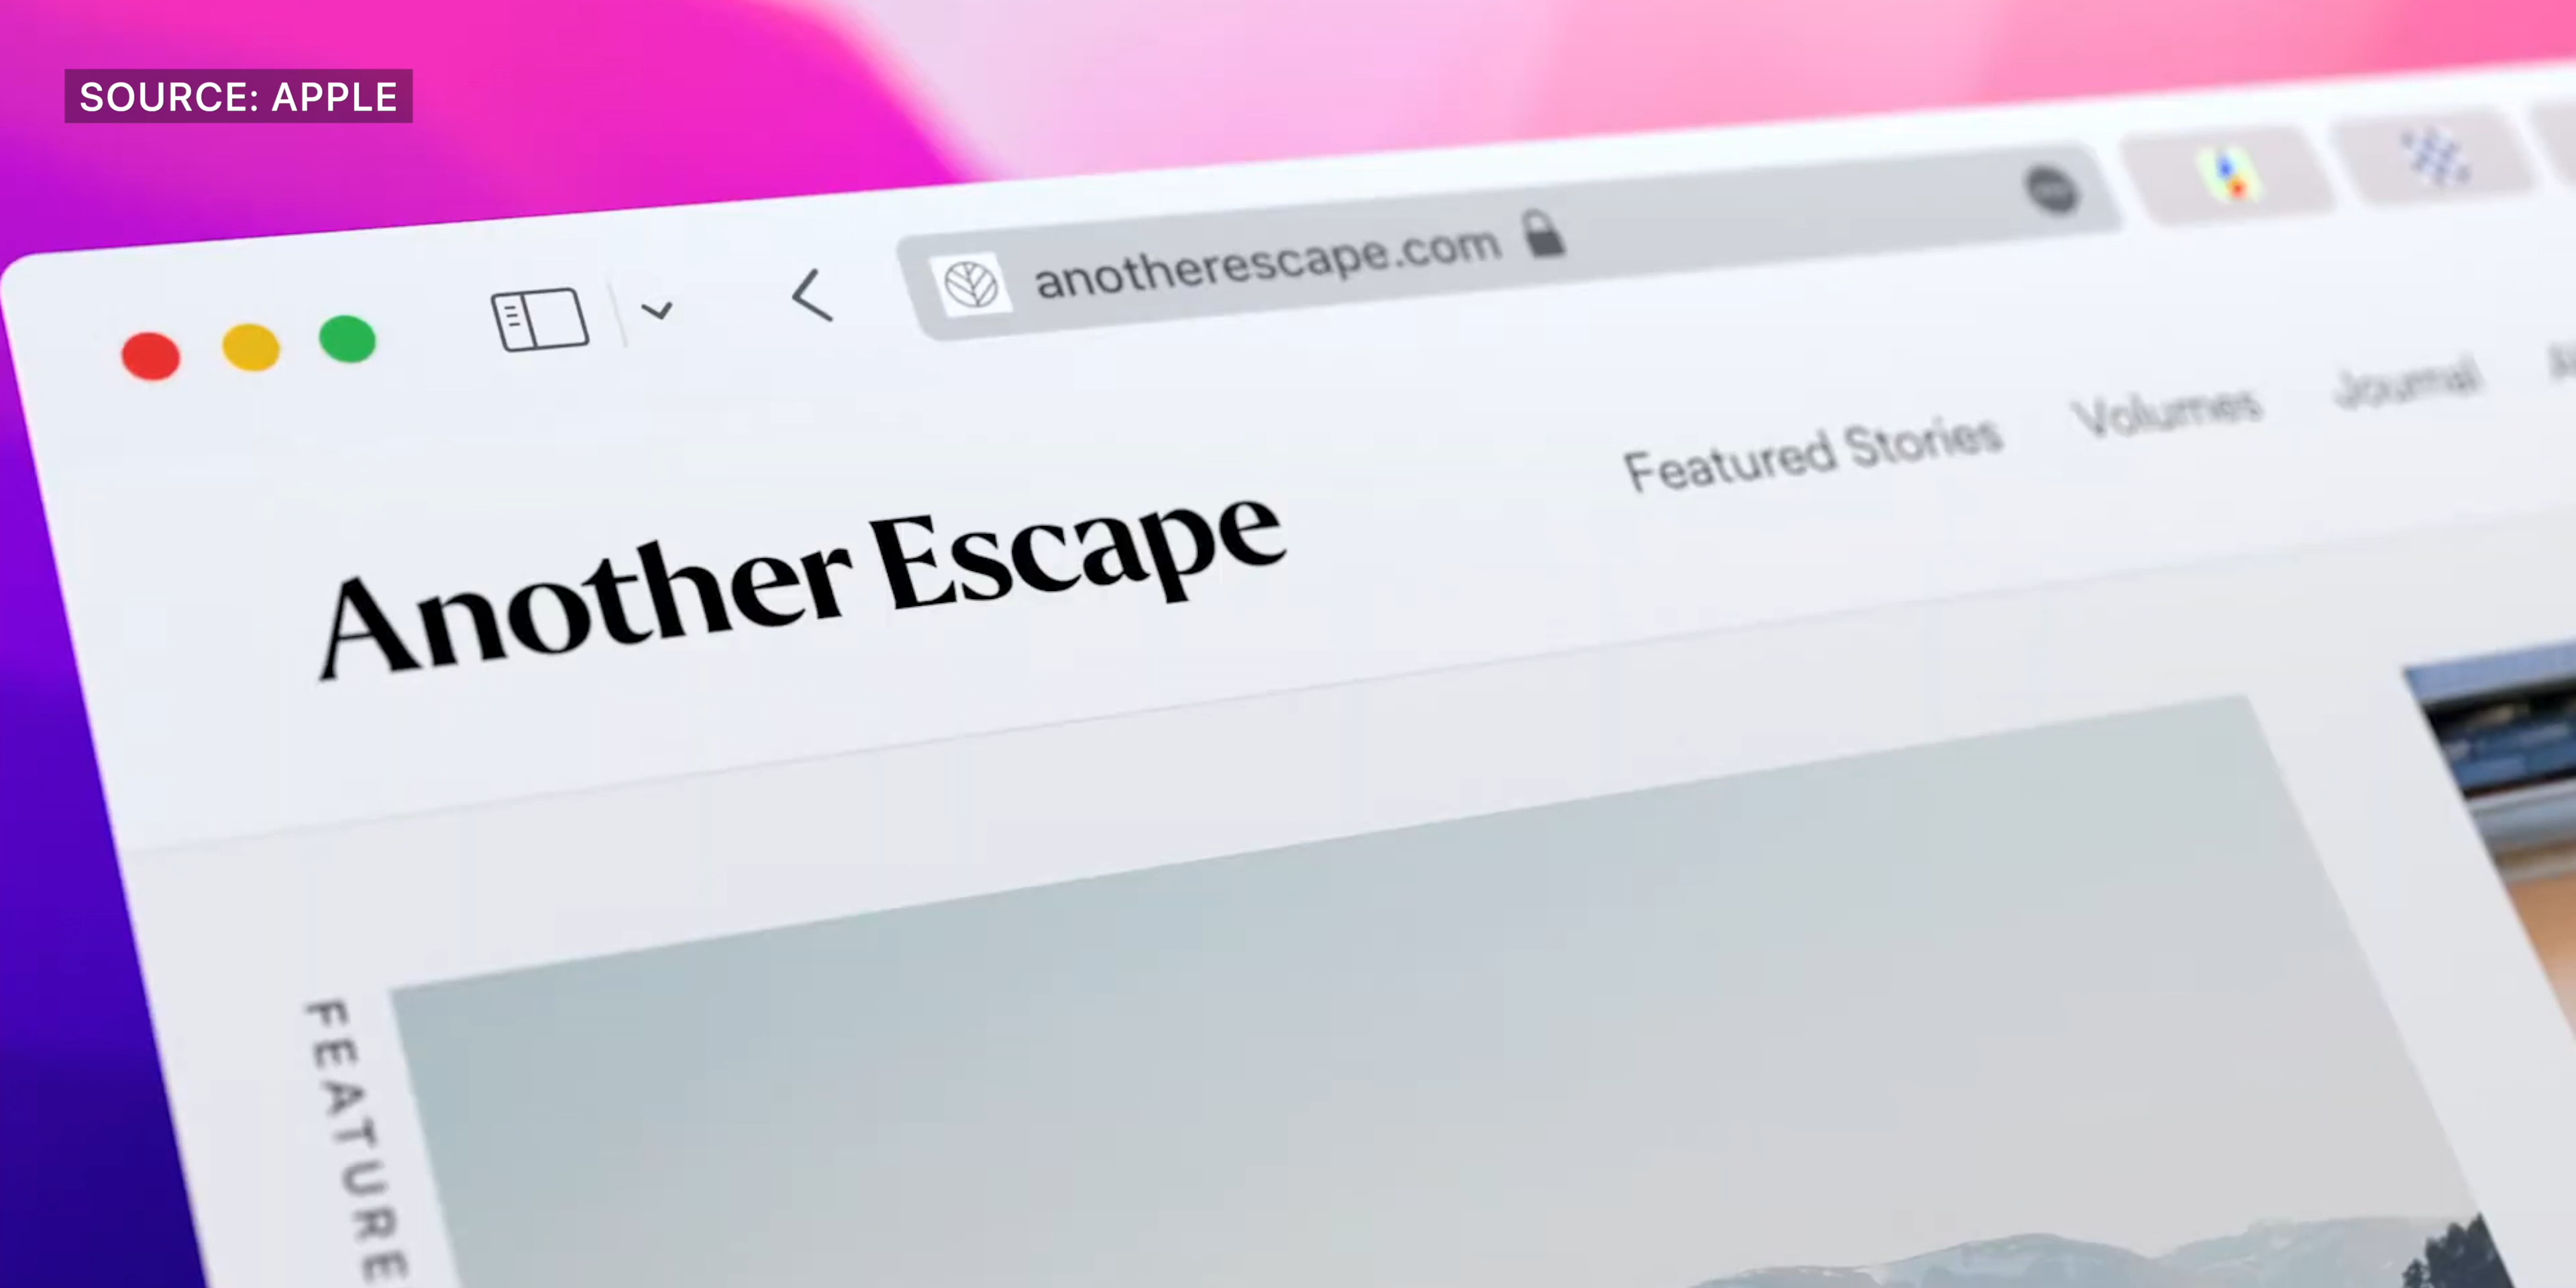 SOURCE: APPLE
anotherescape.com
Another Escape
Featured Stories
Volumes
Journal
FEATURE